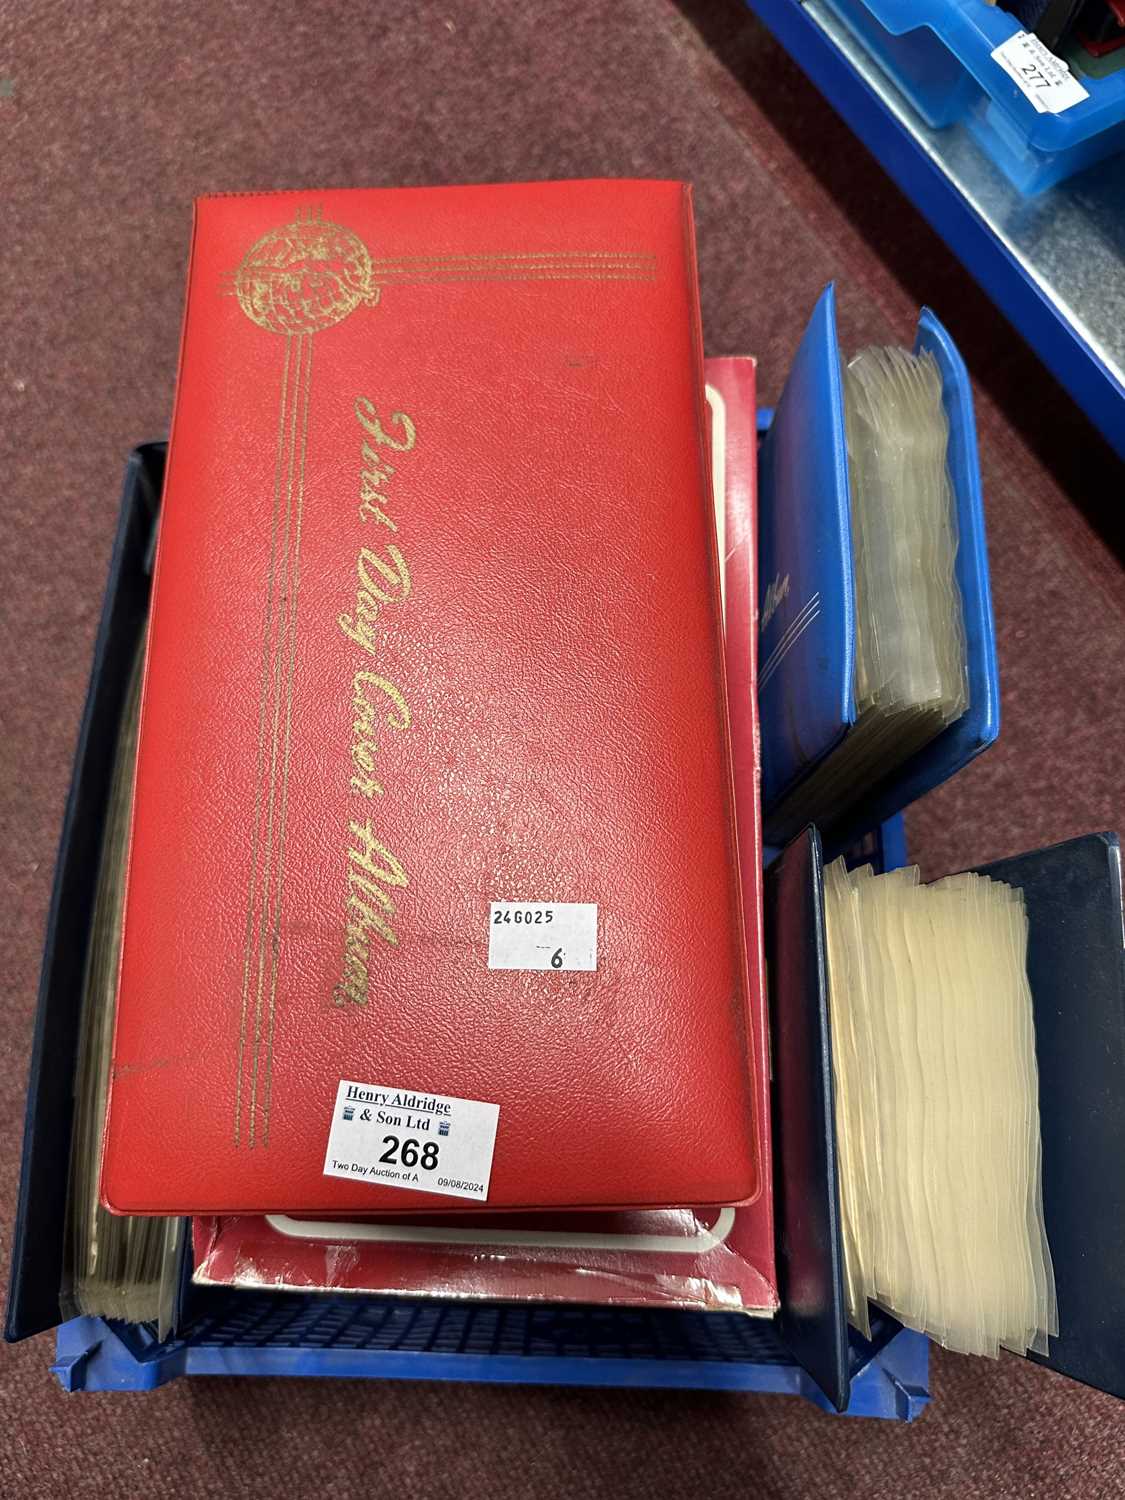 First Day Cover Album
24G025
6
Henry Aldridge
& Son Ltd
268
Two Day Auction of A
09/08/2024
277
Album